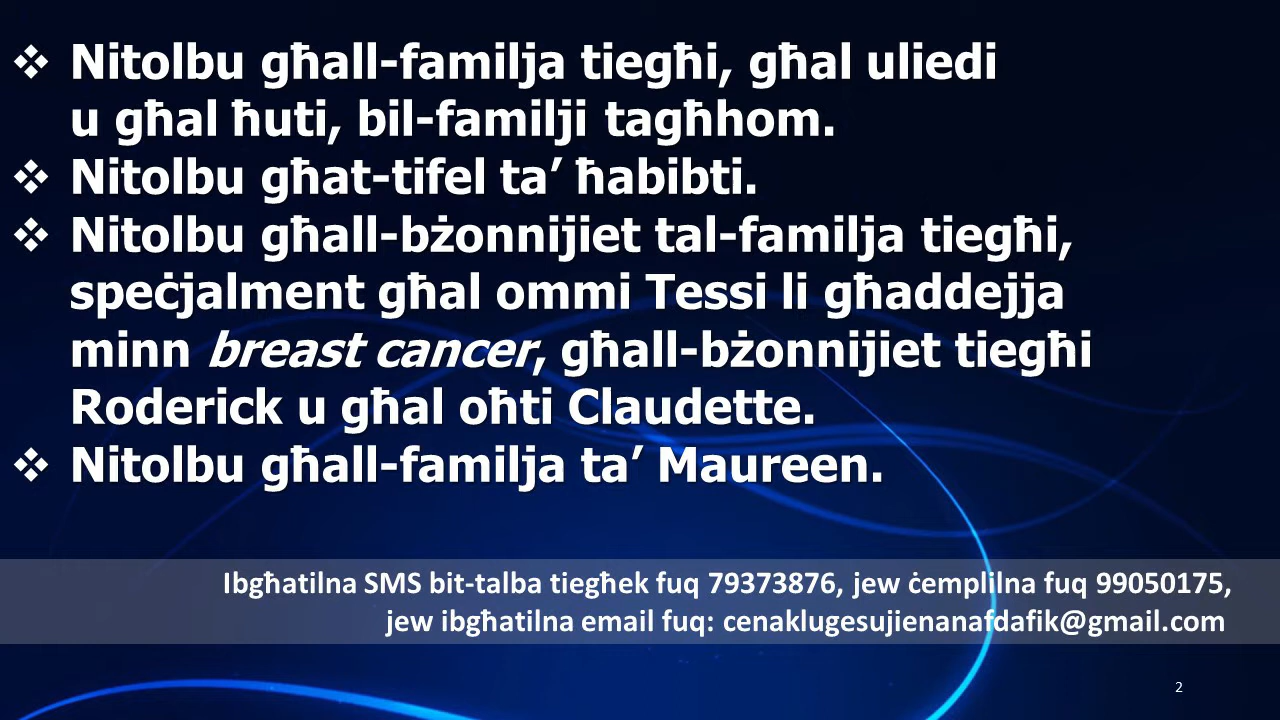 ❖ Nitolbu għall-familja tiegħi, għal uliedi
u għal ħuti, bil-familji tagħhom.
❖ Nitolbu għat-tifel ta’ ħabibti.
❖ Nitolbu għall-bżonnijiet tal-familja tiegħi,
speċjalment għal ommi Tessi li għaddejja
minn breast cancer, għall-bżonnijiet tiegħi
Roderick u għal oħti Claudette.
❖ Nitolbu għall-familja ta’ Maureen.
Ibgħatilna SMS bit-talba tiegħek fuq 79373876, jew ċemplilna fuq 99050175,
jew ibgħatilna email fuq: cenaklugesujienanafdafik@gmail.com
2